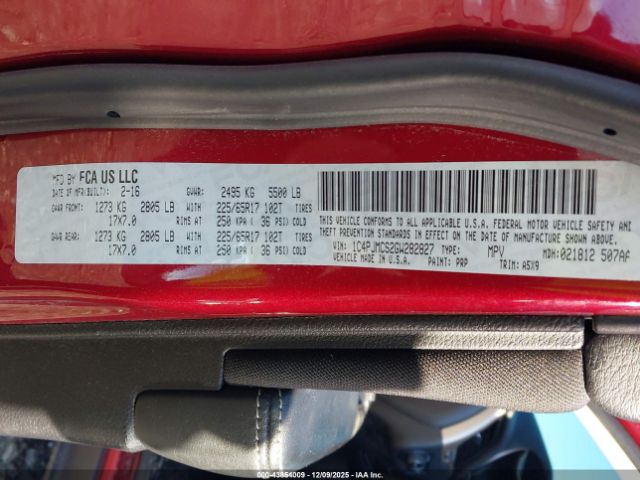 MFD BY FCA US LLC
DATE OF MFR(BUILT): 2-16 GVWR: 2495 KG 5500 LB
GAWR FRONT: 1273 KG 2805 LB WITH 225/65R17 102T TIRES
17X7.0 RIMS AT 250 KPA ( 36 PSI) COLD
GAWR REAR: 1273 KG 2805 LB WITH 225/65R17 102T TIRES
17X7.0 RIMS AT 250 KPA ( 36 PSI) COLD
THIS VEHICLE CONFORMS TO ALL APPLICABLE U.S.A. FEDERAL MOTOR VEHICLE SAFETY AND
THEFT PREVENTION STANDARDS IN EFFECT ON THE DATE OF MANUFACTURE SHOWN ABOVE.
VIN: 1C4PJMCS2GW282827 TYPE: MPV MDH: 021812 507AF
VEHICLE MADE IN U.S.A. PAINT: PRP TRIM: A5X9
000-43854009 - 12/09/2025 - IAAI.COM